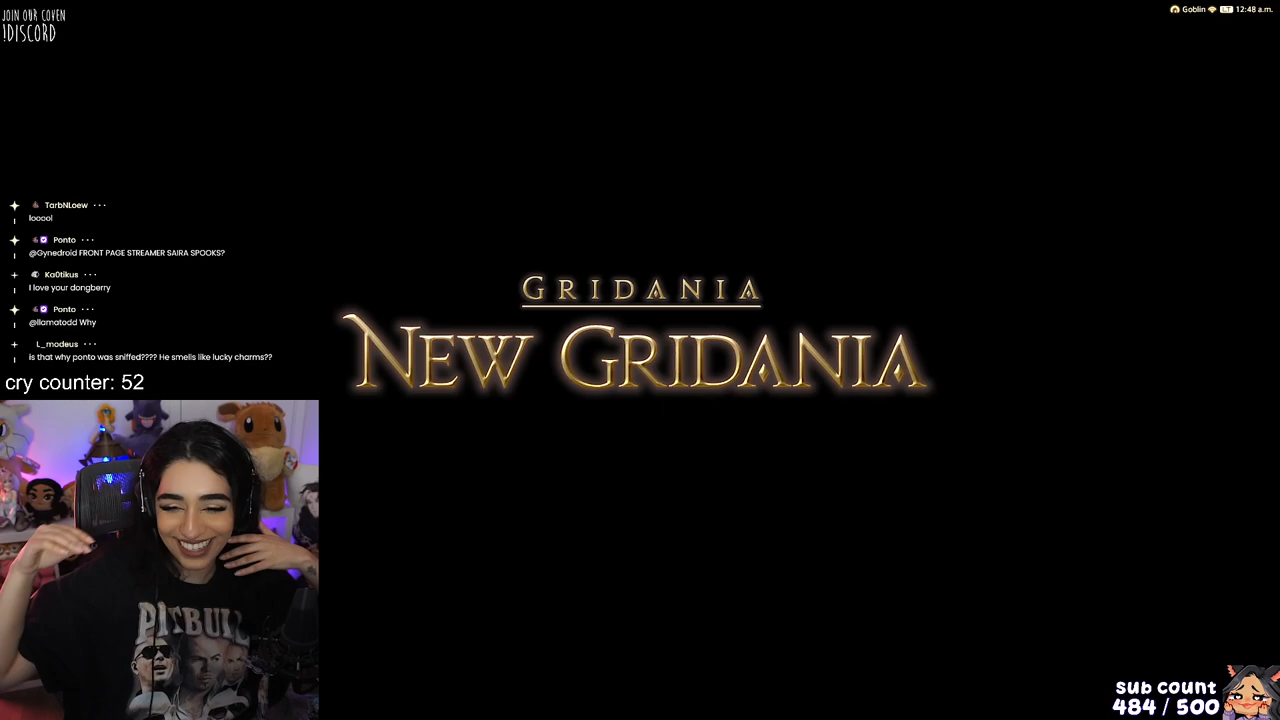 JOIN OUR COVEN
!DISCORD
Goblin LT 12:48 a.m.
TarbNLoew
looool
Ponto
@Gynedroid FRONT PAGE STREAMER SAIRA SPOOKS?
Ka0tikus
I love your dongberry
Ponto
@llamatodd Why
L_modeus
is that why ponto was sniffed???? He smells like lucky charms??
cry counter: 52
GRIDANIA
NEW GRIDANIA
PITBULL
sub count
484 / 500